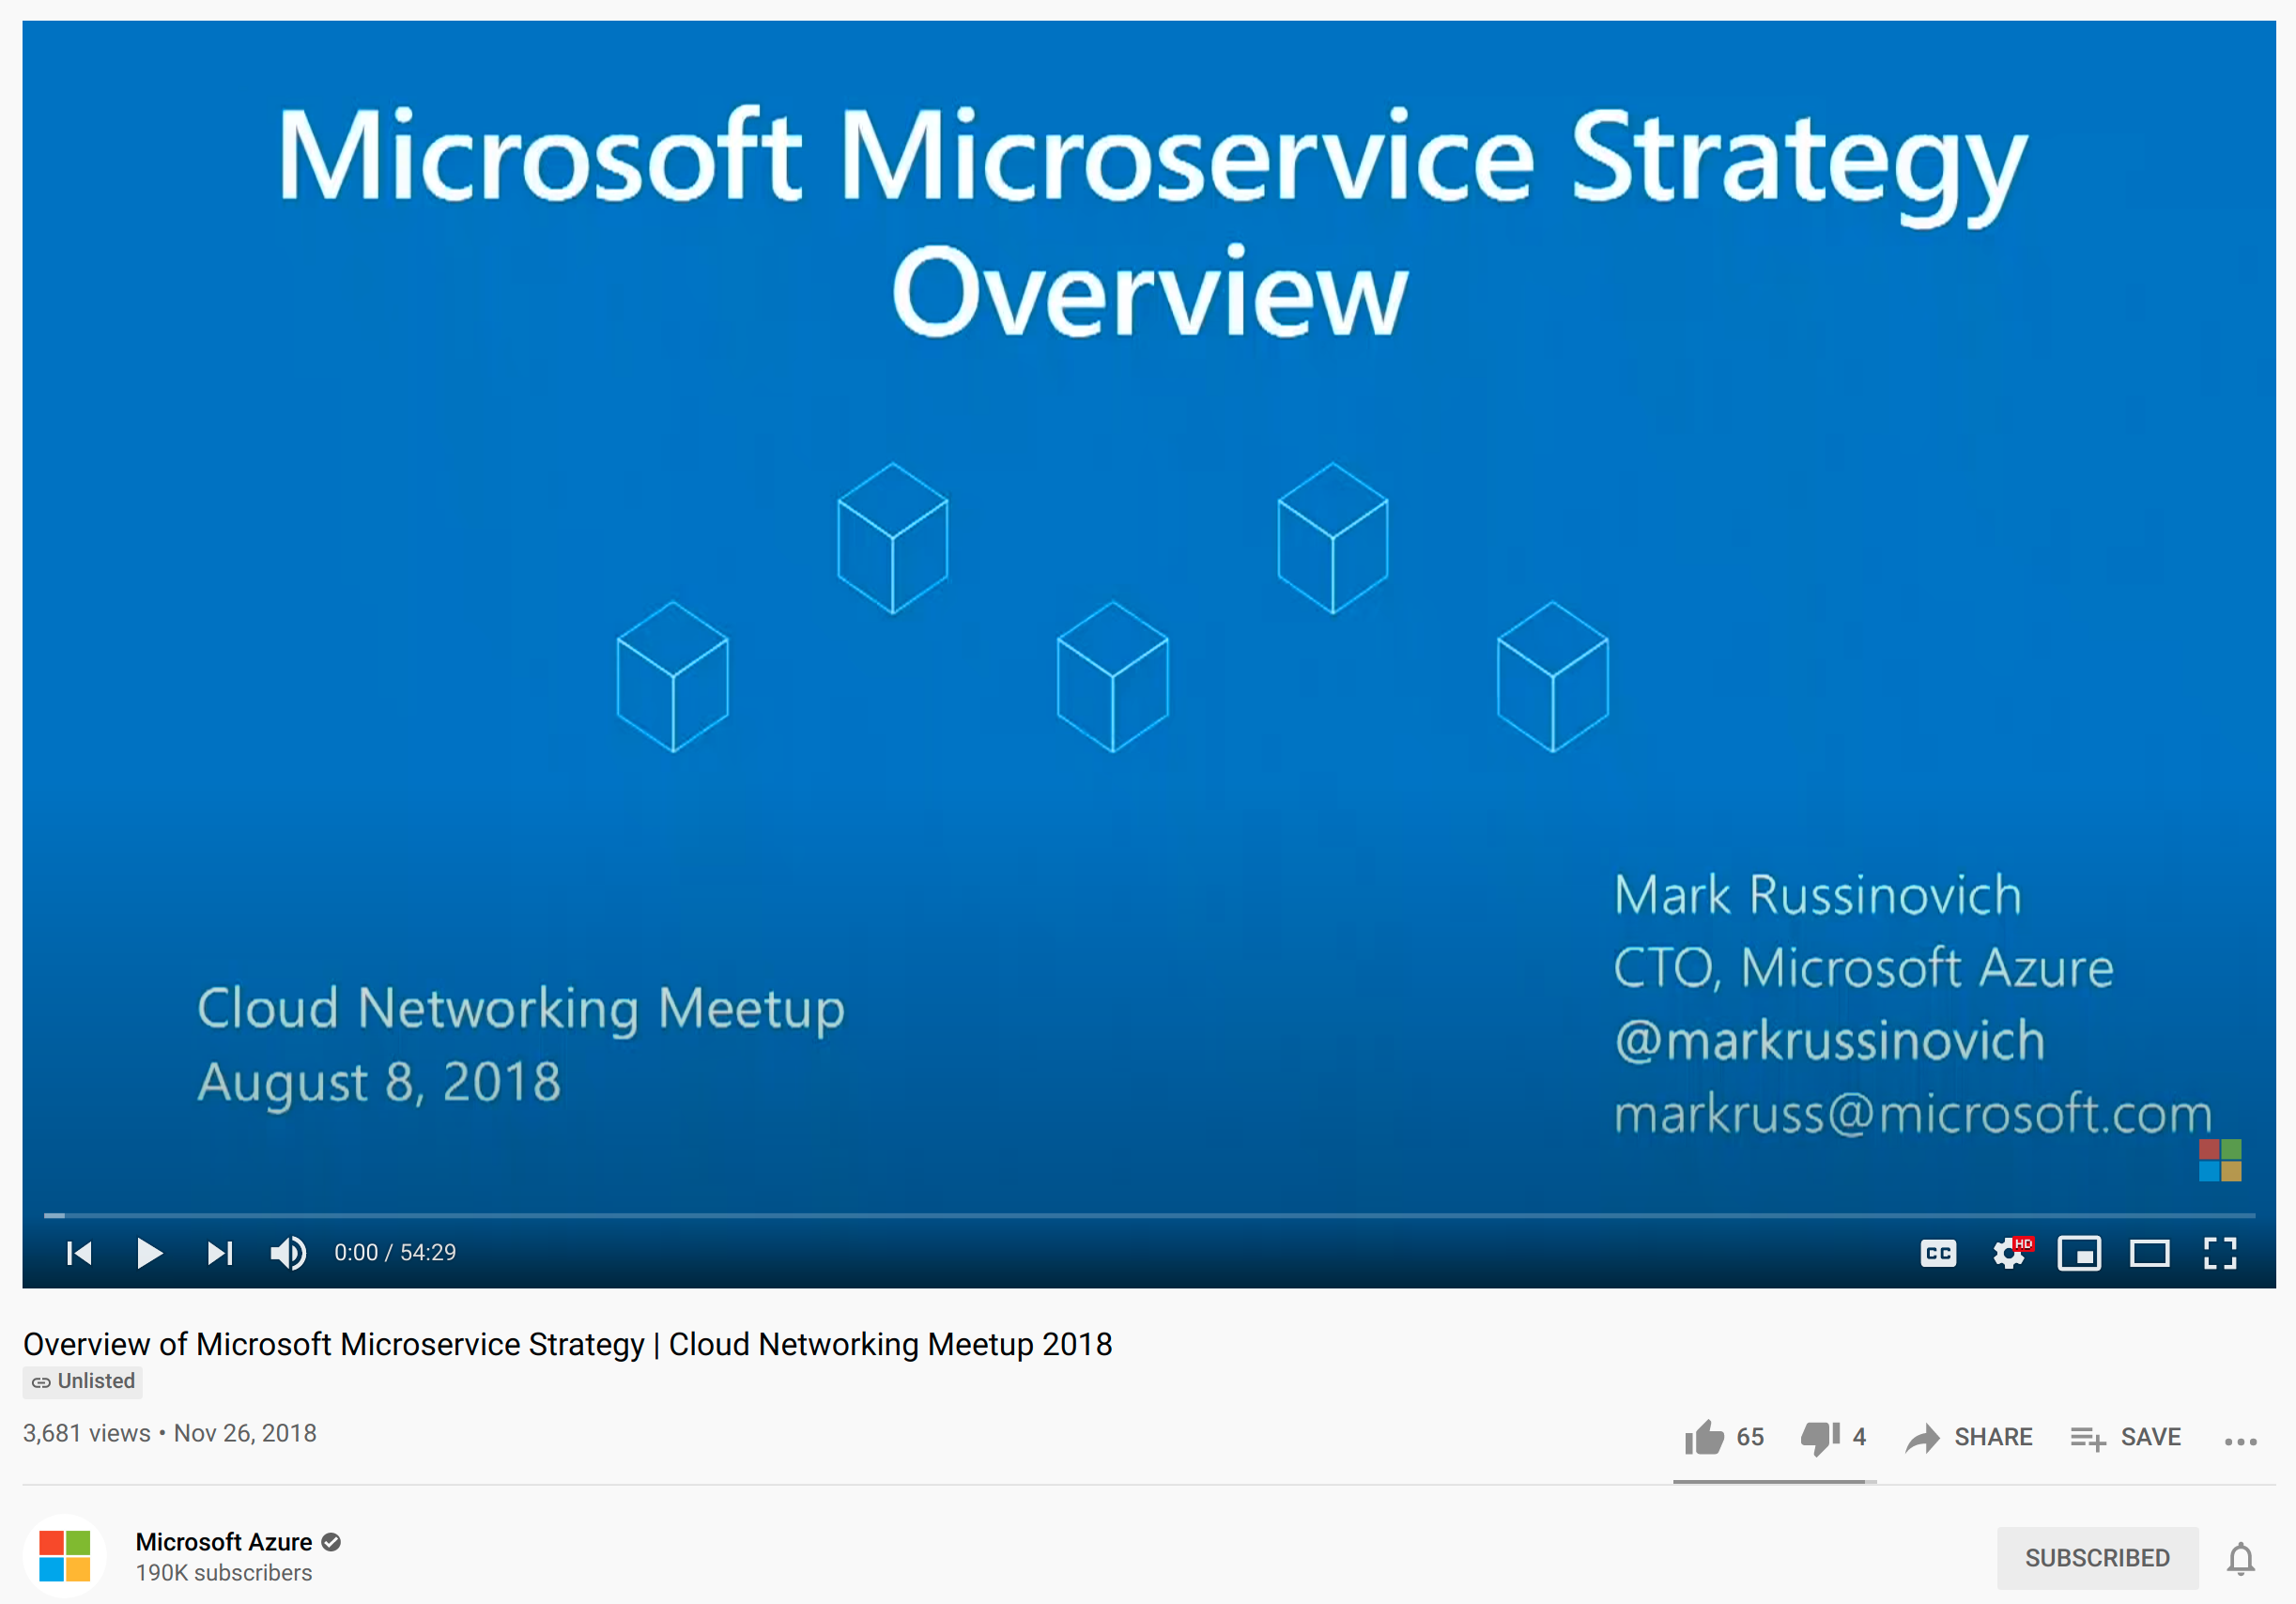 Microsoft Microservice Strategy
Overview
Cloud Networking Meetup
August 8, 2018
Mark Russinovich
CTO, Microsoft Azure
@markrussinovich
markruss@microsoft.com
0:00 / 54:29
CC
HD
Overview of Microsoft Microservice Strategy | Cloud Networking Meetup 2018
Unlisted
3,681 views • Nov 26, 2018
65
4
SHARE
SAVE
Microsoft Azure
190K subscribers
SUBSCRIBED